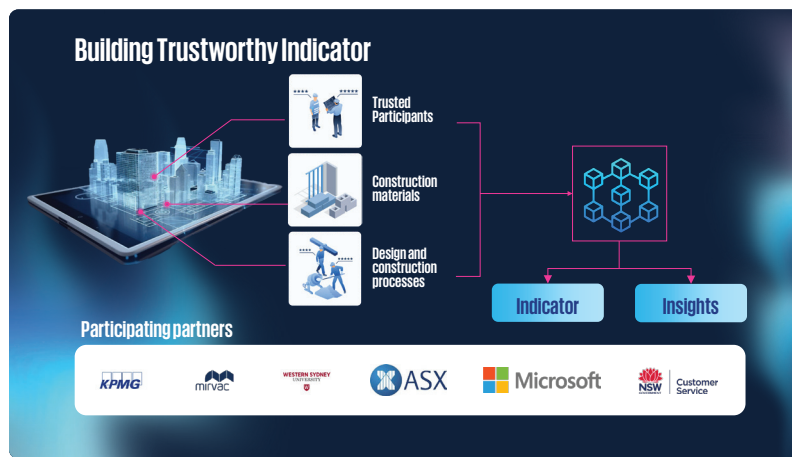 Building Trustworthy Indicator
Trusted
Participants
Construction
materials
Design and
construction
processes
Indicator
Insights
Participating partners
KPMG
mirvac
WESTERN SYDNEY
UNIVERSITY
W
ASX
Microsoft
NSW
GOVERNMENT
Customer
Service